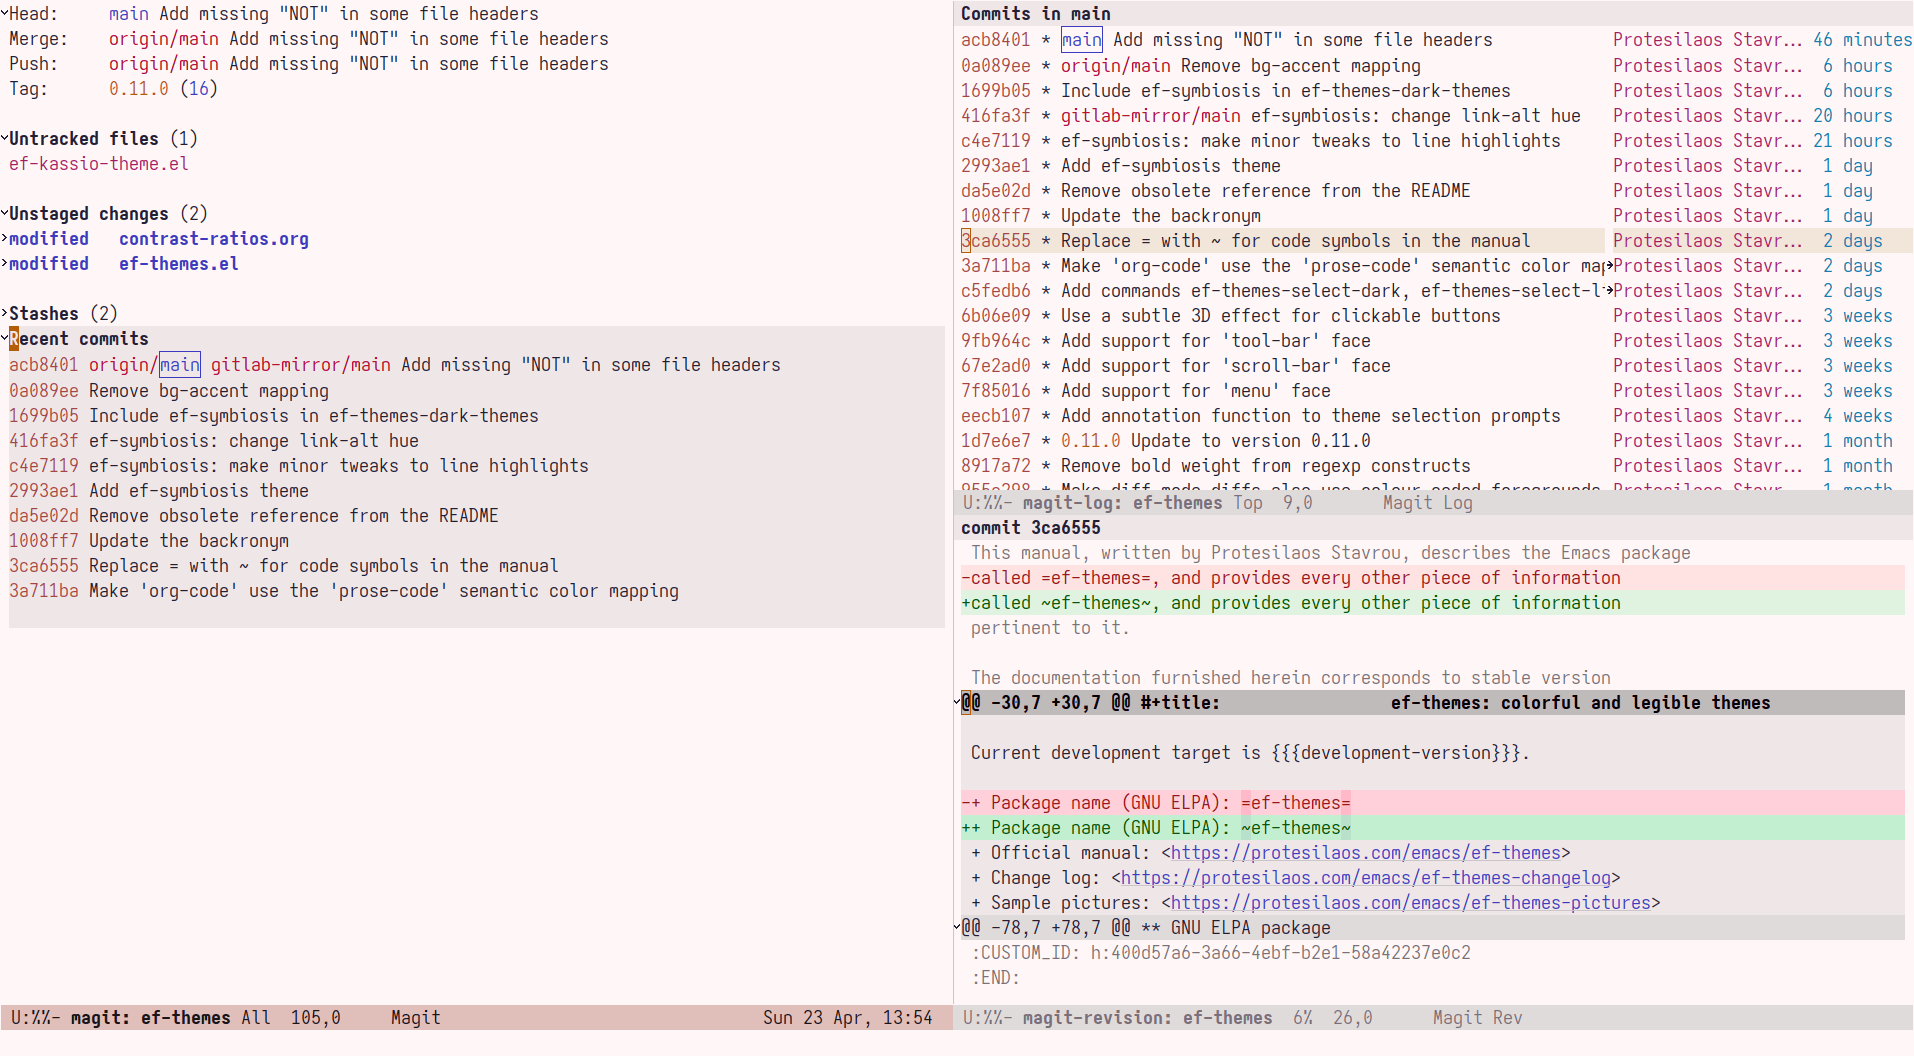 Head:     main Add missing "NOT" in some file headers
Merge:    origin/main Add missing "NOT" in some file headers
Push:     origin/main Add missing "NOT" in some file headers
Tag:      0.11.0 (16)
Untracked files (1)
ef-kassio-theme.el
Unstaged changes (2)
modified   contrast-ratios.org
modified   ef-themes.el
Stashes (2)
Recent commits
acb8401 origin/main gitlab-mirror/main Add missing "NOT" in some file headers
0a089ee Remove bg-accent mapping
1699b05 Include ef-symbiosis in ef-themes-dark-themes
416fa3f ef-symbiosis: change link-alt hue
c4e7119 ef-symbiosis: make minor tweaks to line highlights
2993ae1 Add ef-symbiosis theme
da5e02d Remove obsolete reference from the README
1008ff7 Update the backronym
3ca6555 Replace = with ~ for code symbols in the manual
3a711ba Make 'org-code' use the 'prose-code' semantic color mapping
U:%%- magit: ef-themes All  105,0     Magit     Sun 23 Apr, 13:54
Commits in main
acb8401 * main Add missing "NOT" in some file headers Protesilaos Stavr... 46 minutes
0a089ee * origin/main Remove bg-accent mapping Protesilaos Stavr...  6 hours
1699b05 * Include ef-symbiosis in ef-themes-dark-themes Protesilaos Stavr...  6 hours
416fa3f * gitlab-mirror/main ef-symbiosis: change link-alt hue Protesilaos Stavr... 20 hours
c4e7119 * ef-symbiosis: make minor tweaks to line highlights Protesilaos Stavr... 21 hours
2993ae1 * Add ef-symbiosis theme Protesilaos Stavr...  1 day
da5e02d * Remove obsolete reference from the README Protesilaos Stavr...  1 day
1008ff7 * Update the backronym Protesilaos Stavr...  1 day
3ca6555 * Replace = with ~ for code symbols in the manual Protesilaos Stavr...  2 days
3a711ba * Make 'org-code' use the 'prose-code' semantic color map Protesilaos Stavr...  2 days
c5fedb6 * Add commands ef-themes-select-dark, ef-themes-select-l Protesilaos Stavr...  2 days
6b06e09 * Use a subtle 3D effect for clickable buttons Protesilaos Stavr...  3 weeks
9fb964c * Add support for 'tool-bar' face Protesilaos Stavr...  3 weeks
67e2ad0 * Add support for 'scroll-bar' face Protesilaos Stavr...  3 weeks
7f85016 * Add support for 'menu' face Protesilaos Stavr...  3 weeks
eecb107 * Add annotation function to theme selection prompts Protesilaos Stavr...  4 weeks
1d7e6e7 * 0.11.0 Update to version 0.11.0 Protesilaos Stavr...  1 month
8917a72 * Remove bold weight from regexp constructs Protesilaos Stavr...  1 month
* Make diff-mode diffs also use colour-coded foregrounds Protesilaos Stavr...  1 month
U:%%- magit-log: ef-themes Top  9,0       Magit Log
commit 3ca6555
This manual, written by Protesilaos Stavrou, describes the Emacs package
-called =ef-themes=, and provides every other piece of information
+called ~ef-themes~, and provides every other piece of information
pertinent to it.
The documentation furnished herein corresponds to stable version
@@ -30,7 +30,7 @@ #+title:                 ef-themes: colorful and legible themes
Current development target is {{{development-version}}}.
-+ Package name (GNU ELPA): =ef-themes=
++ Package name (GNU ELPA): ~ef-themes~
+ Official manual: <https://protesilaos.com/emacs/ef-themes>
+ Change log: <https://protesilaos.com/emacs/ef-themes-changelog>
+ Sample pictures: <https://protesilaos.com/emacs/ef-themes-pictures>
@@ -78,7 +78,7 @@ ** GNU ELPA package
:CUSTOM_ID: h:400d57a6-3a66-4ebf-b2e1-58a42237e0c2
:END:
U:%%- magit-revision: ef-themes  6%  26,0      Magit Rev